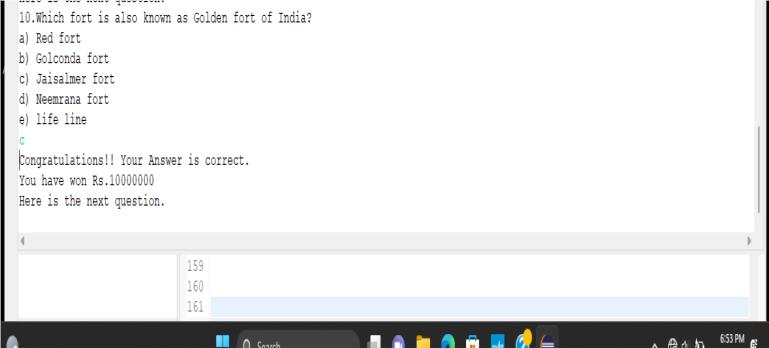 10.Which fort is also known as Golden fort of India?
a) Red fort
b) Golconda fort
c) Jaisalmer fort
d) Neemrana fort
e) life line
c
Congratulations!! Your Answer is correct.
You have won Rs.10000000
Here is the next question.
159
160
161
Search
6:53 PM